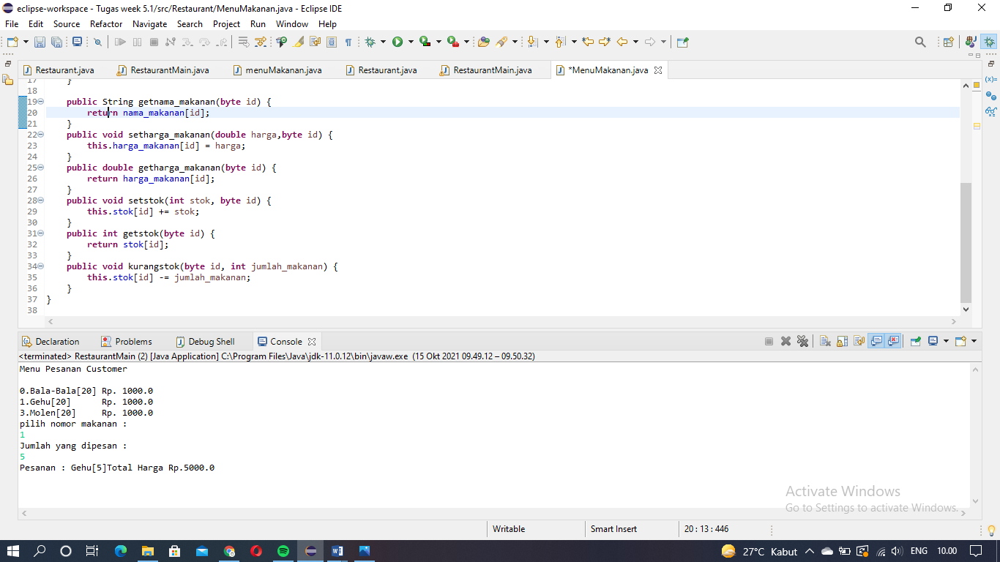 eclipse-workspace - Tugas week 5.1/src/Restaurant/MenuMakanan.java - Eclipse IDE
File Edit Source Refactor Navigate Search Project Run Window Help
Restaurant.java RestaurantMain.java menuMakanan.java Restaurant.java RestaurantMain.java *MenuMakanan.java
17 }
18
19 public String getnama_makanan(byte id) {
20 return nama_makanan[id];
21 }
22 public void setharga_makanan(double harga,byte id) {
23 this.harga_makanan[id] = harga;
24 }
25 public double getharga_makanan(byte id) {
26 return harga_makanan[id];
27 }
28 public void setstok(int stok, byte id) {
29 this.stok[id] += stok;
30 }
31 public int getstok(byte id) {
32 return stok[id];
33 }
34 public void kurangstok(byte id, int jumlah_makanan) {
35 this.stok[id] -= jumlah_makanan;
36 }
37 }
38
Declaration Problems Debug Shell Console
<terminated> RestaurantMain (2) [Java Application] C:\Program Files\Java\jdk-11.0.12\bin\javaw.exe (15 Okt 2021 09.49.12 – 09.50.32)
Menu Pesanan Customer
0.Bala-Bala[20] Rp. 1000.0
1.Gehu[20] Rp. 1000.0
3.Molen[20] Rp. 1000.0
pilih nomor makanan :
1
Jumlah yang dipesan :
5
Pesanan : Gehu[5]Total Harga Rp.5000.0
Activate Windows
Go to Settings to activate Windows.
Writable Smart Insert 20 : 13 : 446
27°C Kabut ENG 10.00